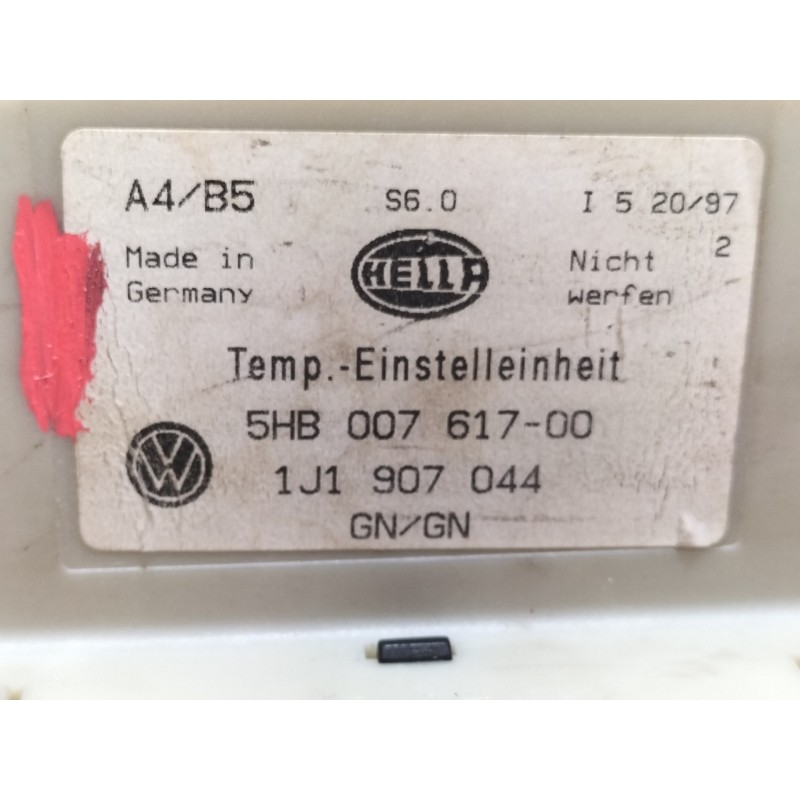 A4/B5 S6.0 I 5 20/97
Made in HELLA Nicht 2
Germany werfen
Temp.-Einstelleinheit
5HB 007 617-00
VW 1J1 907 044
GN/GN